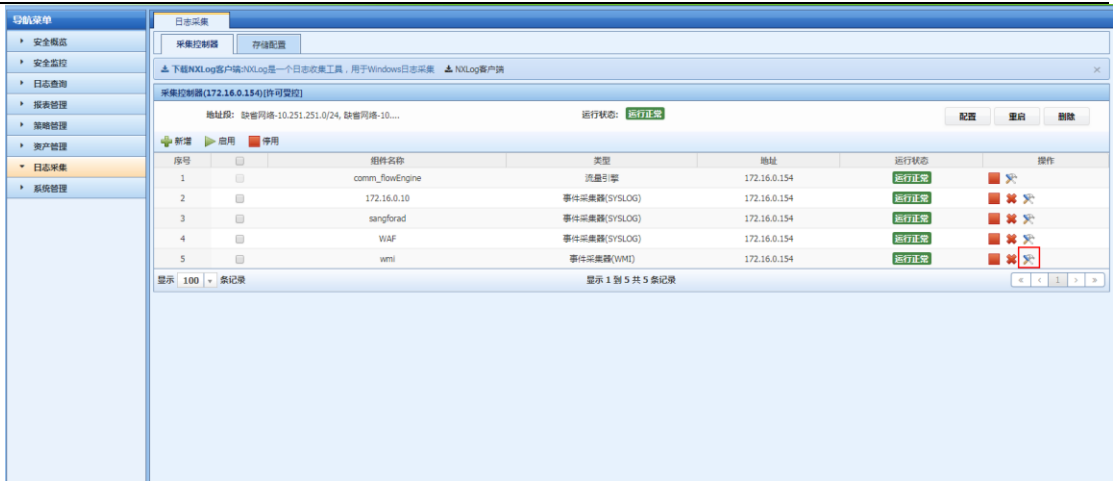 导航菜单
安全概览
安全监控
日志查询
报表管理
策略管理
资产管理
日志采集
系统管理
日志采集
采集控制器 存储配置
下载NXLog客户端:NXLog是一个日志收集工具，用于Windows日志采集 NXLog客户端 ×
采集控制器(172.16.0.154)[许可受控]
地址段: 缺省网络-10.251.251.0/24, 缺省网络-10.... 运行状态: 运行正常 配置 重启 删除
新增 启用 停用
序号 组件名称 类型 地址 运行状态 操作
1 comm_flowEngine 流量引擎 172.16.0.154 运行正常
2 172.16.0.10 事件采集器(SYSLOG) 172.16.0.154 运行正常
3 sangforad 事件采集器(SYSLOG) 172.16.0.154 运行正常
4 WAF 事件采集器(SYSLOG) 172.16.0.154 运行正常
5 wmi 事件采集器(WMI) 172.16.0.154 运行正常
显示 100 条记录 显示 1 到 5 共 5 条记录 « ‹ 1 › »